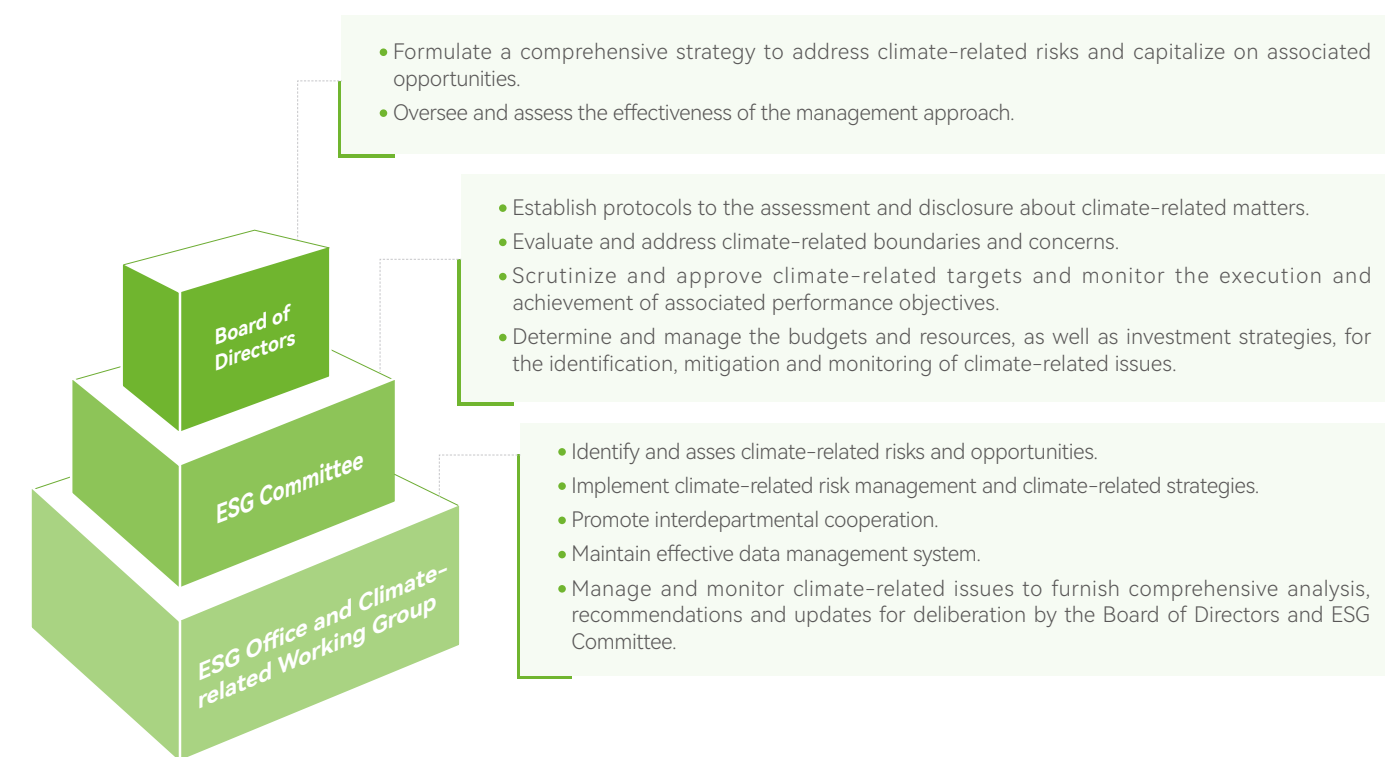 • Formulate a comprehensive strategy to address climate-related risks and capitalize on associated
opportunities.
• Oversee and assess the effectiveness of the management approach.
Board of
Directors
• Establish protocols to the assessment and disclosure about climate-related matters.
• Evaluate and address climate-related boundaries and concerns.
• Scrutinize and approve climate-related targets and monitor the execution and
achievement of associated performance objectives.
• Determine and manage the budgets and resources, as well as investment strategies, for
the identification, mitigation and monitoring of climate-related issues.
ESG Committee
• Identify and asses climate-related risks and opportunities.
• Implement climate-related risk management and climate-related strategies.
• Promote interdepartmental cooperation.
• Maintain effective data management system.
• Manage and monitor climate-related issues to furnish comprehensive analysis,
recommendations and updates for deliberation by the Board of Directors and ESG
Committee.
ESG Office and Climate-
related Working Group